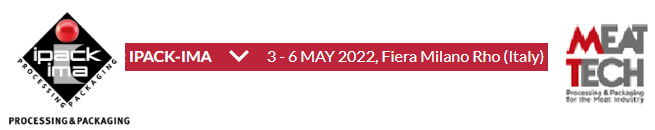 ipack
ima
PROCESSING & PACKAGING
PROCESSING & PACKAGING
IPACK-IMA 3 - 6 MAY 2022, Fiera Milano Rho (Italy)
MEAT
TECH
Processing & Packaging
for the Meat Industry